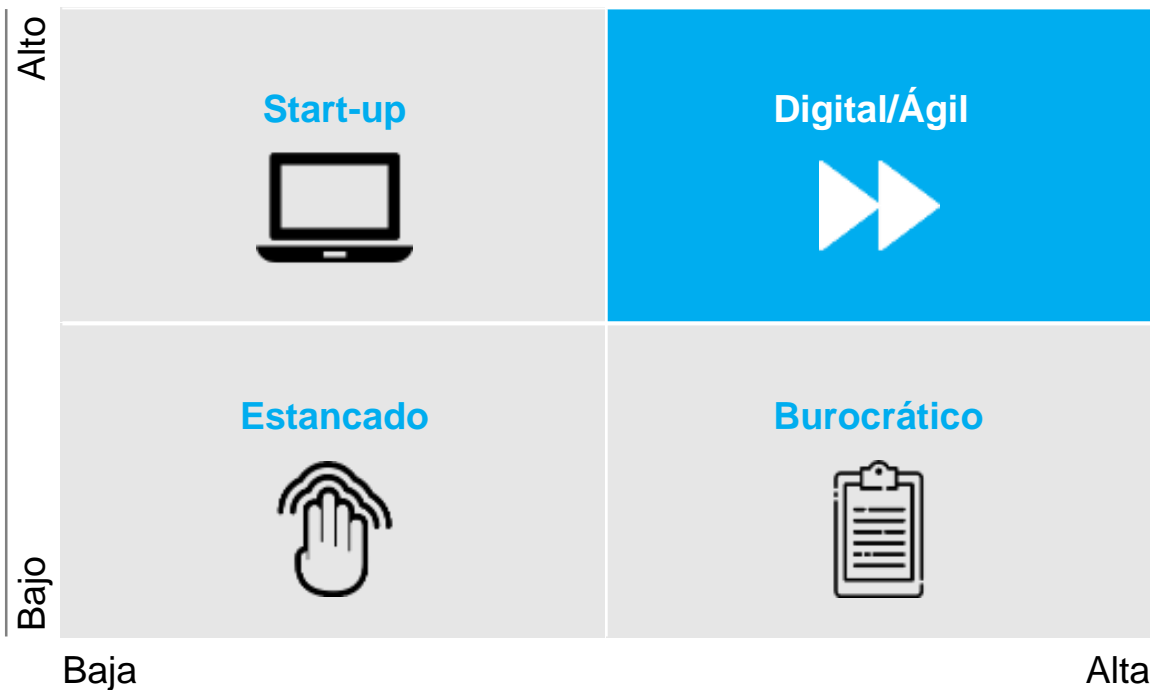 Alto
Start-up
Digital/Ágil
Estancado
Burocrático
Bajo
Baja
Alta